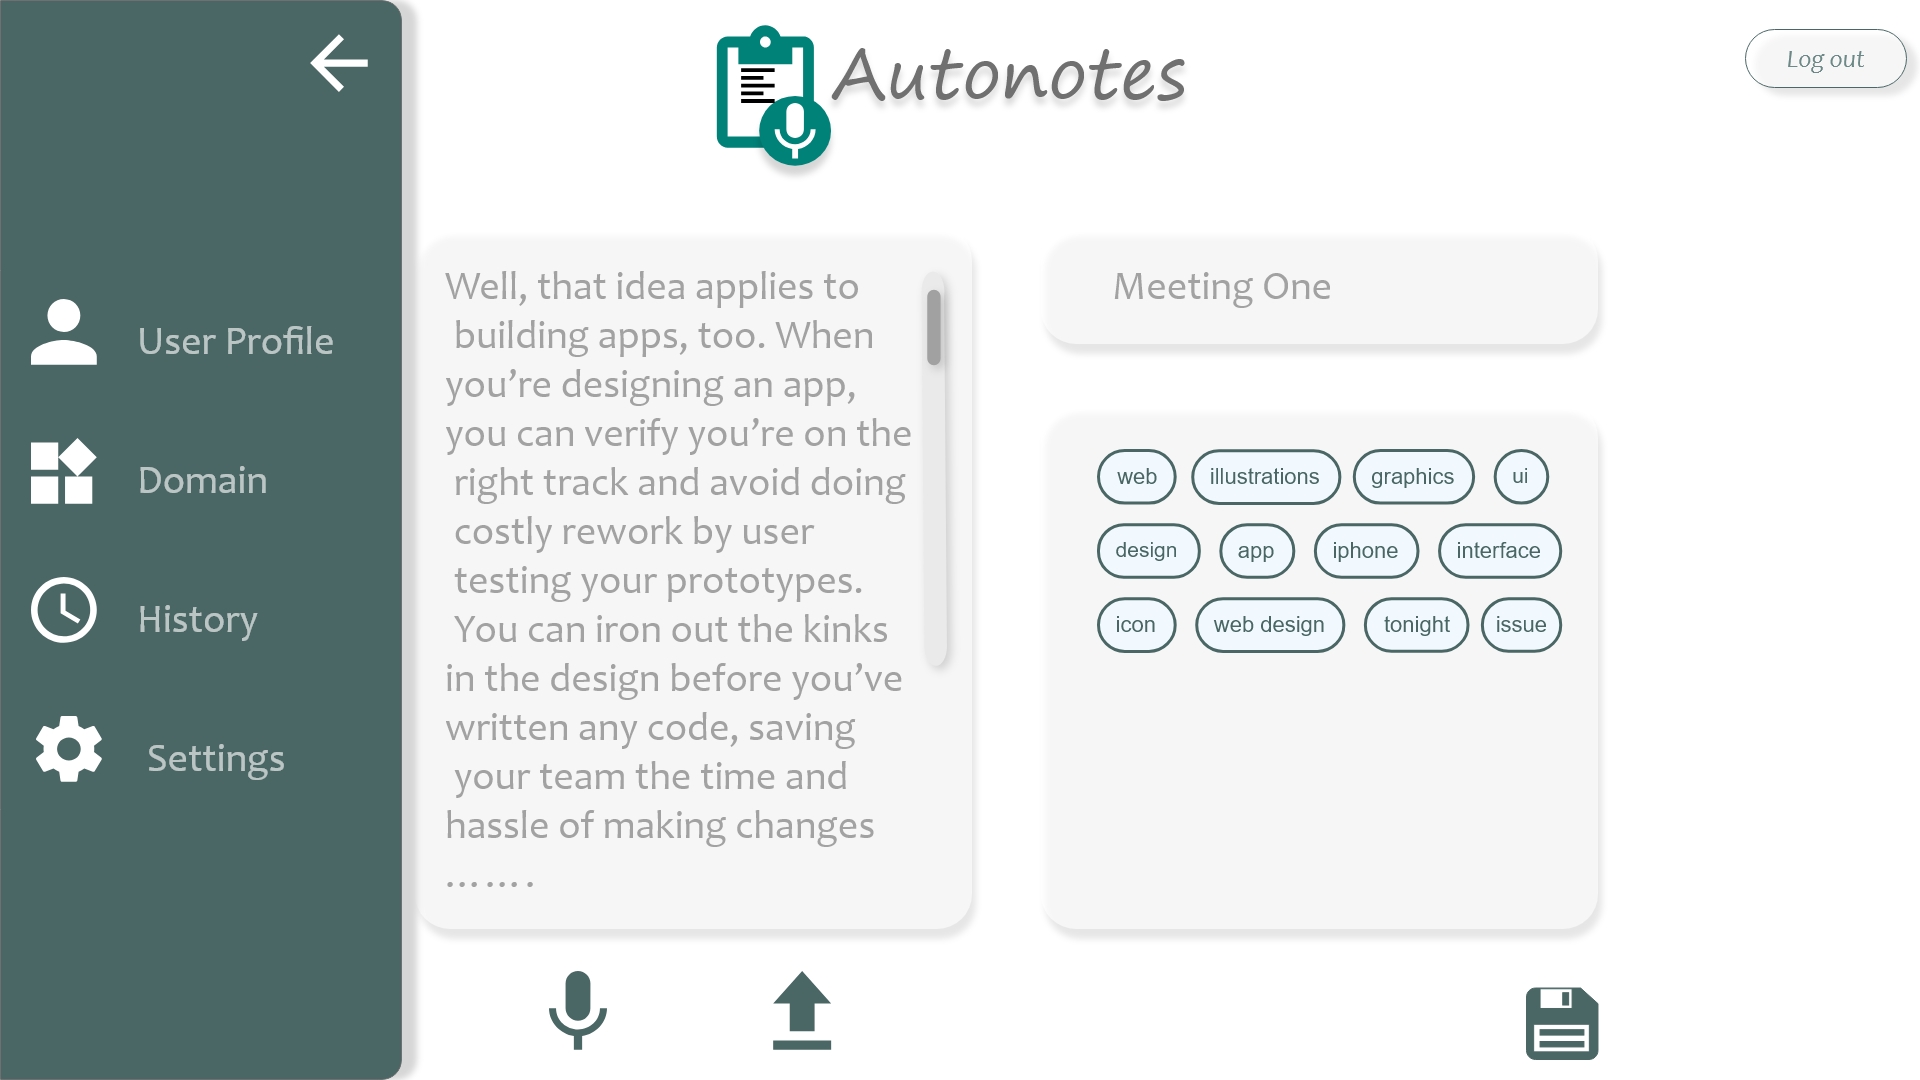 Autonotes
Log out
User Profile
Domain
History
Settings
Well, that idea applies to
building apps, too. When
you’re designing an app,
you can verify you’re on the
right track and avoid doing
costly rework by user
testing your prototypes.
You can iron out the kinks
in the design before you’ve
written any code, saving
your team the time and
hassle of making changes
…….
Meeting One
web illustrations graphics ui
design app iphone interface
icon web design tonight issue